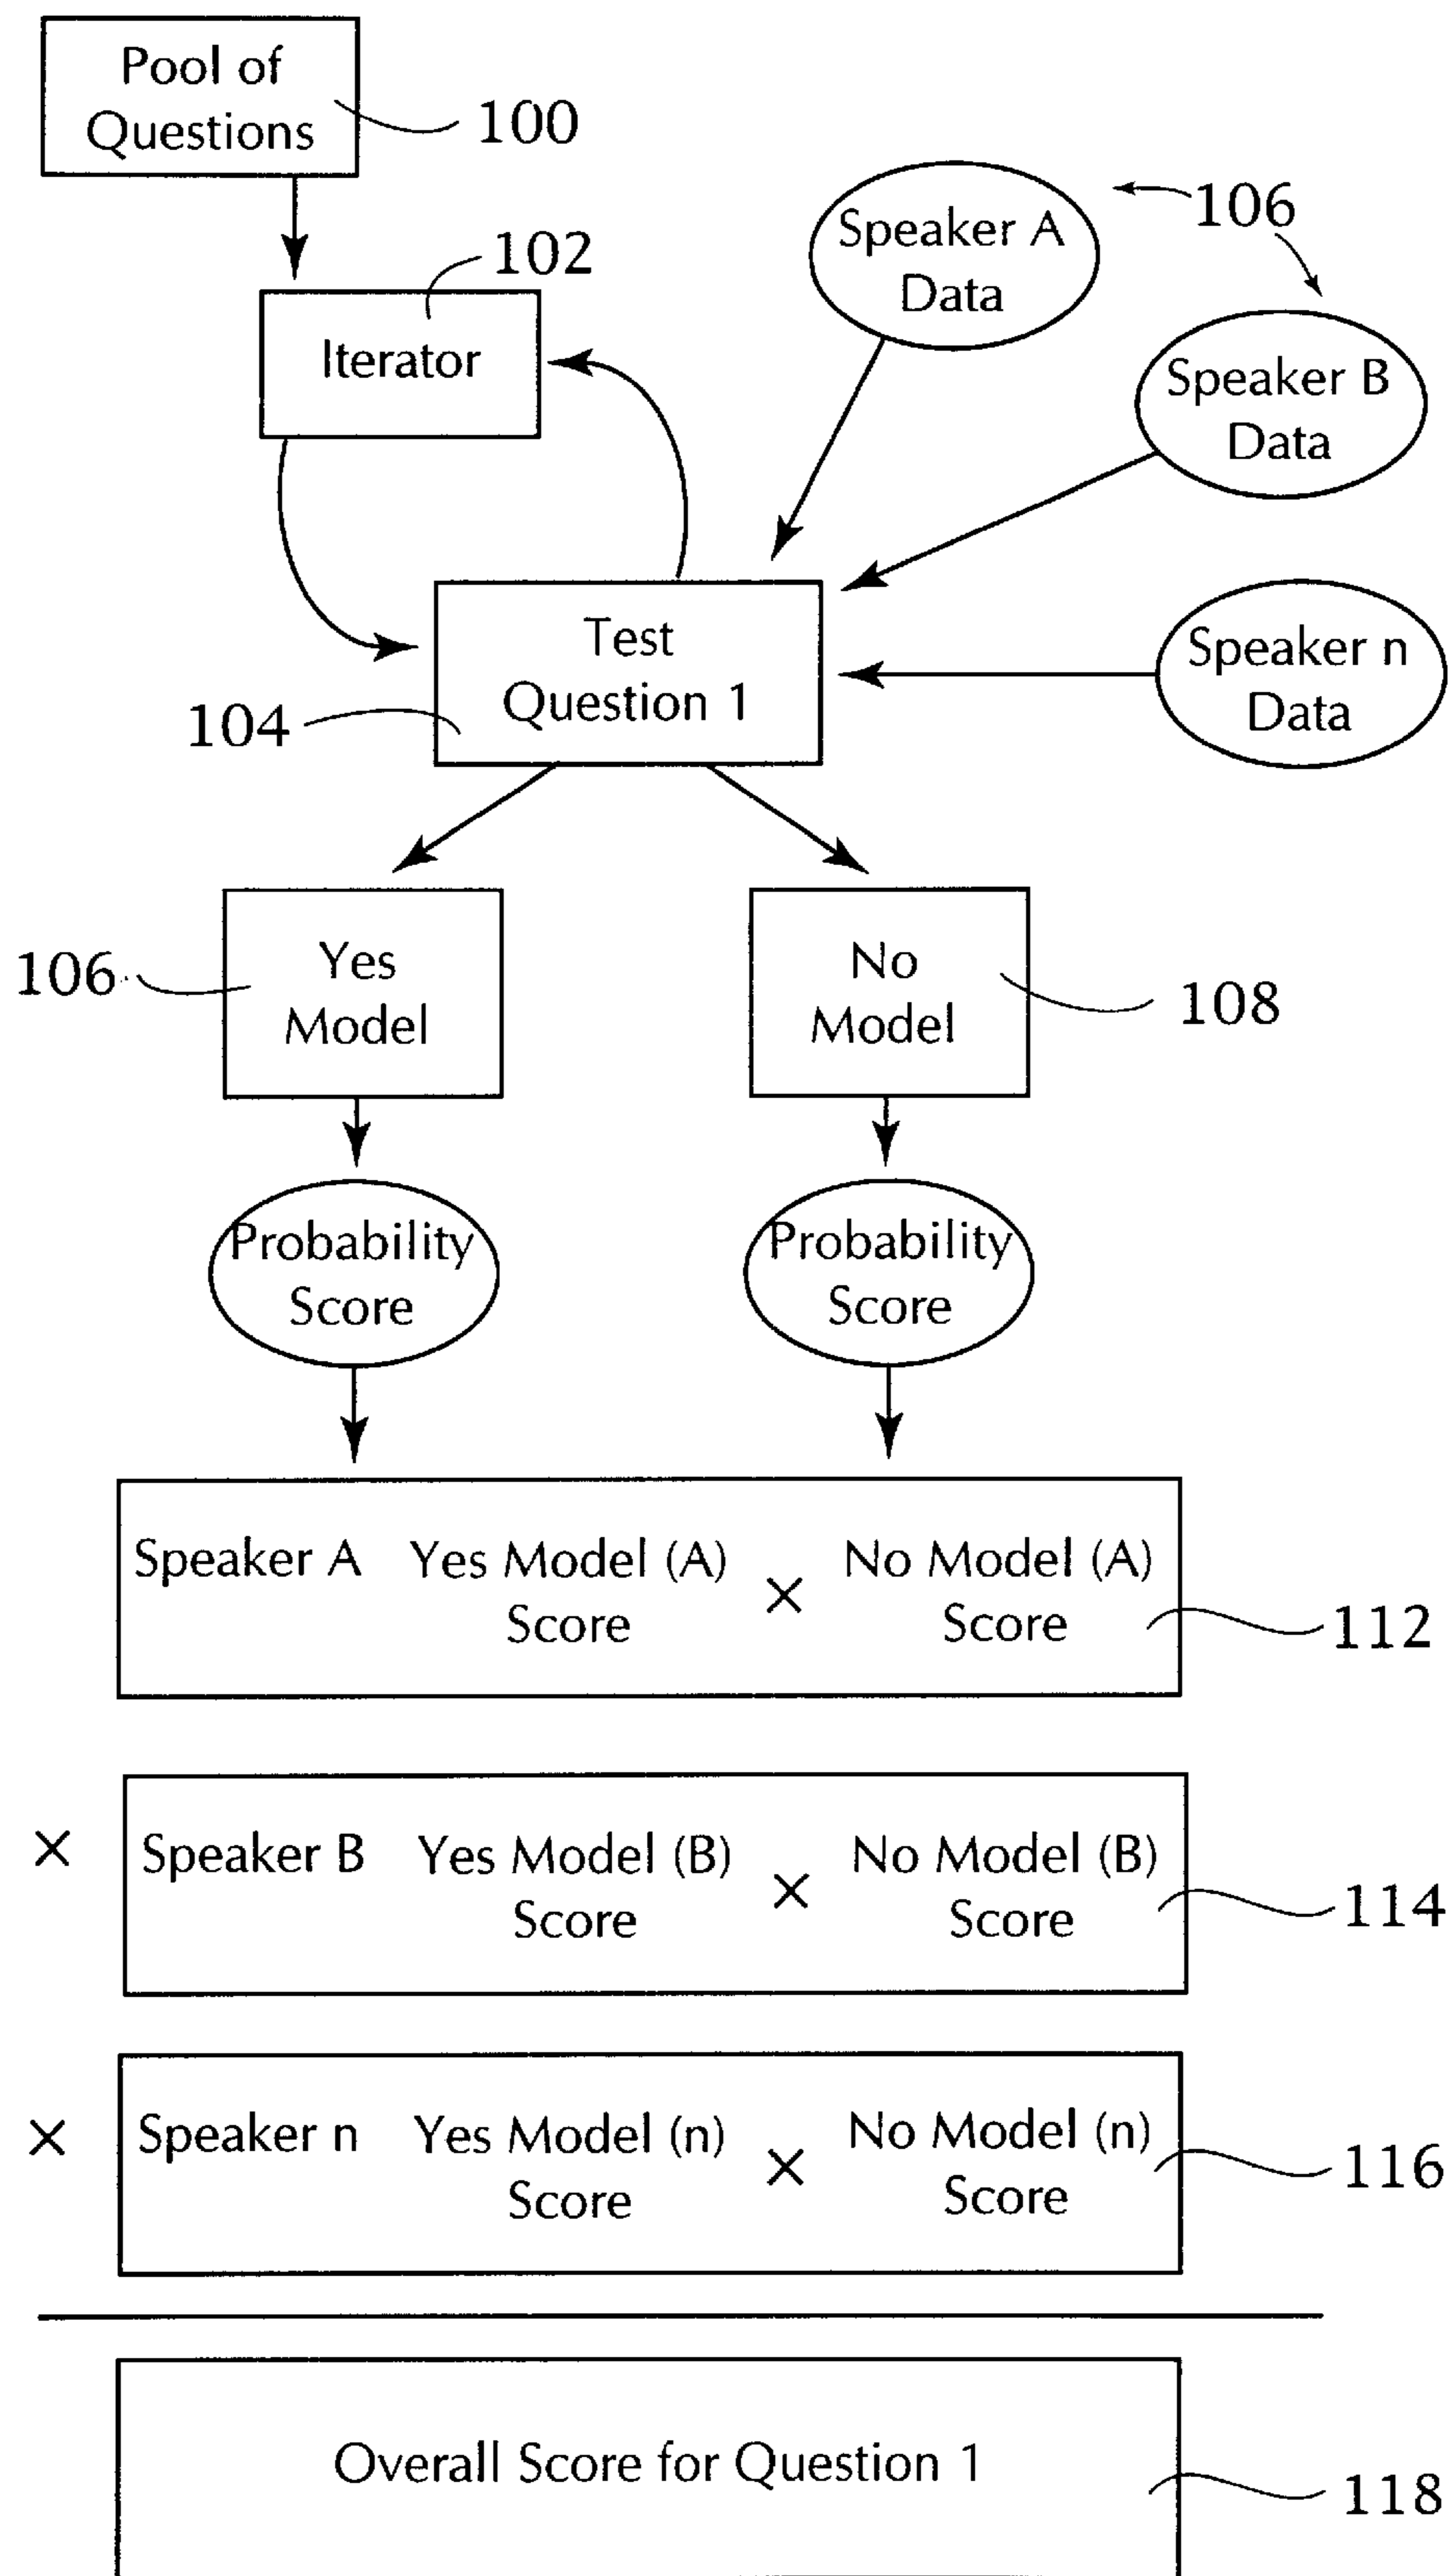 Pool of
Questions
100
102
Iterator
Speaker A
Data
106
Speaker B
Data
Test
Question 1
104
Speaker n
Data
Yes
Model
106
No
Model
108
Probability
Score
Probability
Score
Speaker A Yes Model (A) × No Model (A)
Score Score
112
× Speaker B Yes Model (B) × No Model (B)
Score Score
114
× Speaker n Yes Model (n) × No Model (n)
Score Score
116
Overall Score for Question 1
118